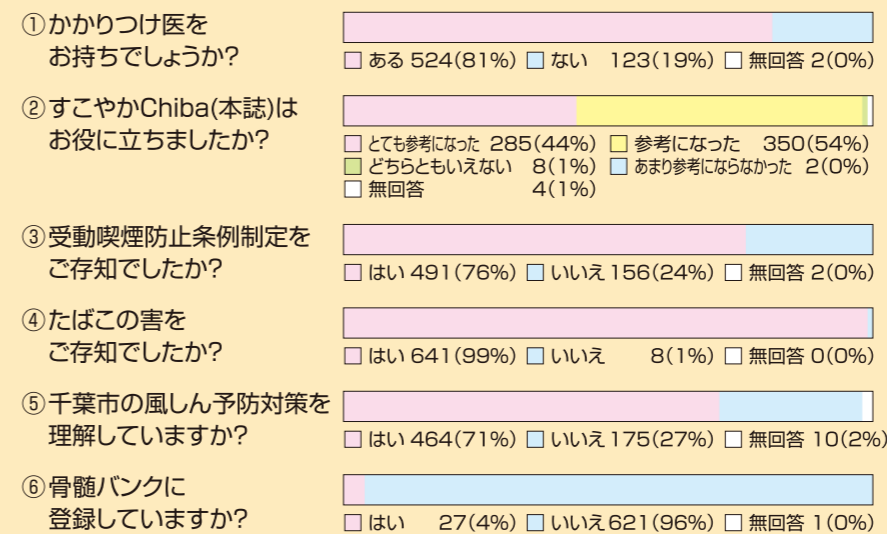 ①かかりつけ医を
お持ちでしょうか?
□ ある 524(81%) □ ない 123(19%) □ 無回答 2(0%)
②すこやかChiba(本誌)は
お役に立ちましたか?
□ とても参考になった 285(44%) □ 参考になった 350(54%)
□ どちらともいえない 8(1%) □ あまり参考にならなかった 2(0%)
□ 無回答 4(1%)
③受動喫煙防止条例制定を
ご存知でしたか?
□ はい 491(76%) □ いいえ 156(24%) □ 無回答 2(0%)
④たばこの害を
ご存知でしたか?
□ はい 641(99%) □ いいえ 8(1%) □ 無回答 0(0%)
⑤千葉市の風しん予防対策を
理解していますか?
□ はい 464(71%) □ いいえ 175(27%) □ 無回答 10(2%)
⑥骨髄バンクに
登録していますか?
□ はい 27(4%) □ いいえ 621(96%) □ 無回答 1(0%)